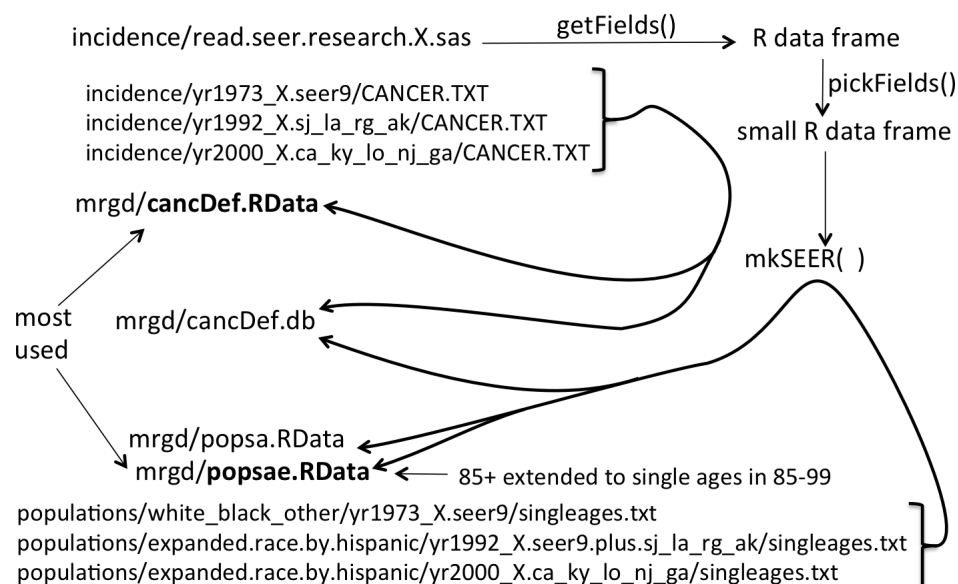 incidence/read.seer.research.X.sas
getFields()
R data frame
pickFields()
small R data frame
mkSEER( )
incidence/yr1973_X.seer9/CANCER.TXT
incidence/yr1992_X.sj_la_rg_ak/CANCER.TXT
incidence/yr2000_X.ca_ky_lo_nj_ga/CANCER.TXT
mrgd/cancDef.RData
most
used
mrgd/cancDef.db
mrgd/popsa.RData
mrgd/popsae.RData
85+ extended to single ages in 85-99
populations/white_black_other/yr1973_X.seer9/singleages.txt
populations/expanded.race.by.hispanic/yr1992_X.seer9.plus.sj_la_rg_ak/singleages.txt
populations/expanded.race.by.hispanic/yr2000_X.ca_ky_lo_nj_ga/singleages.txt